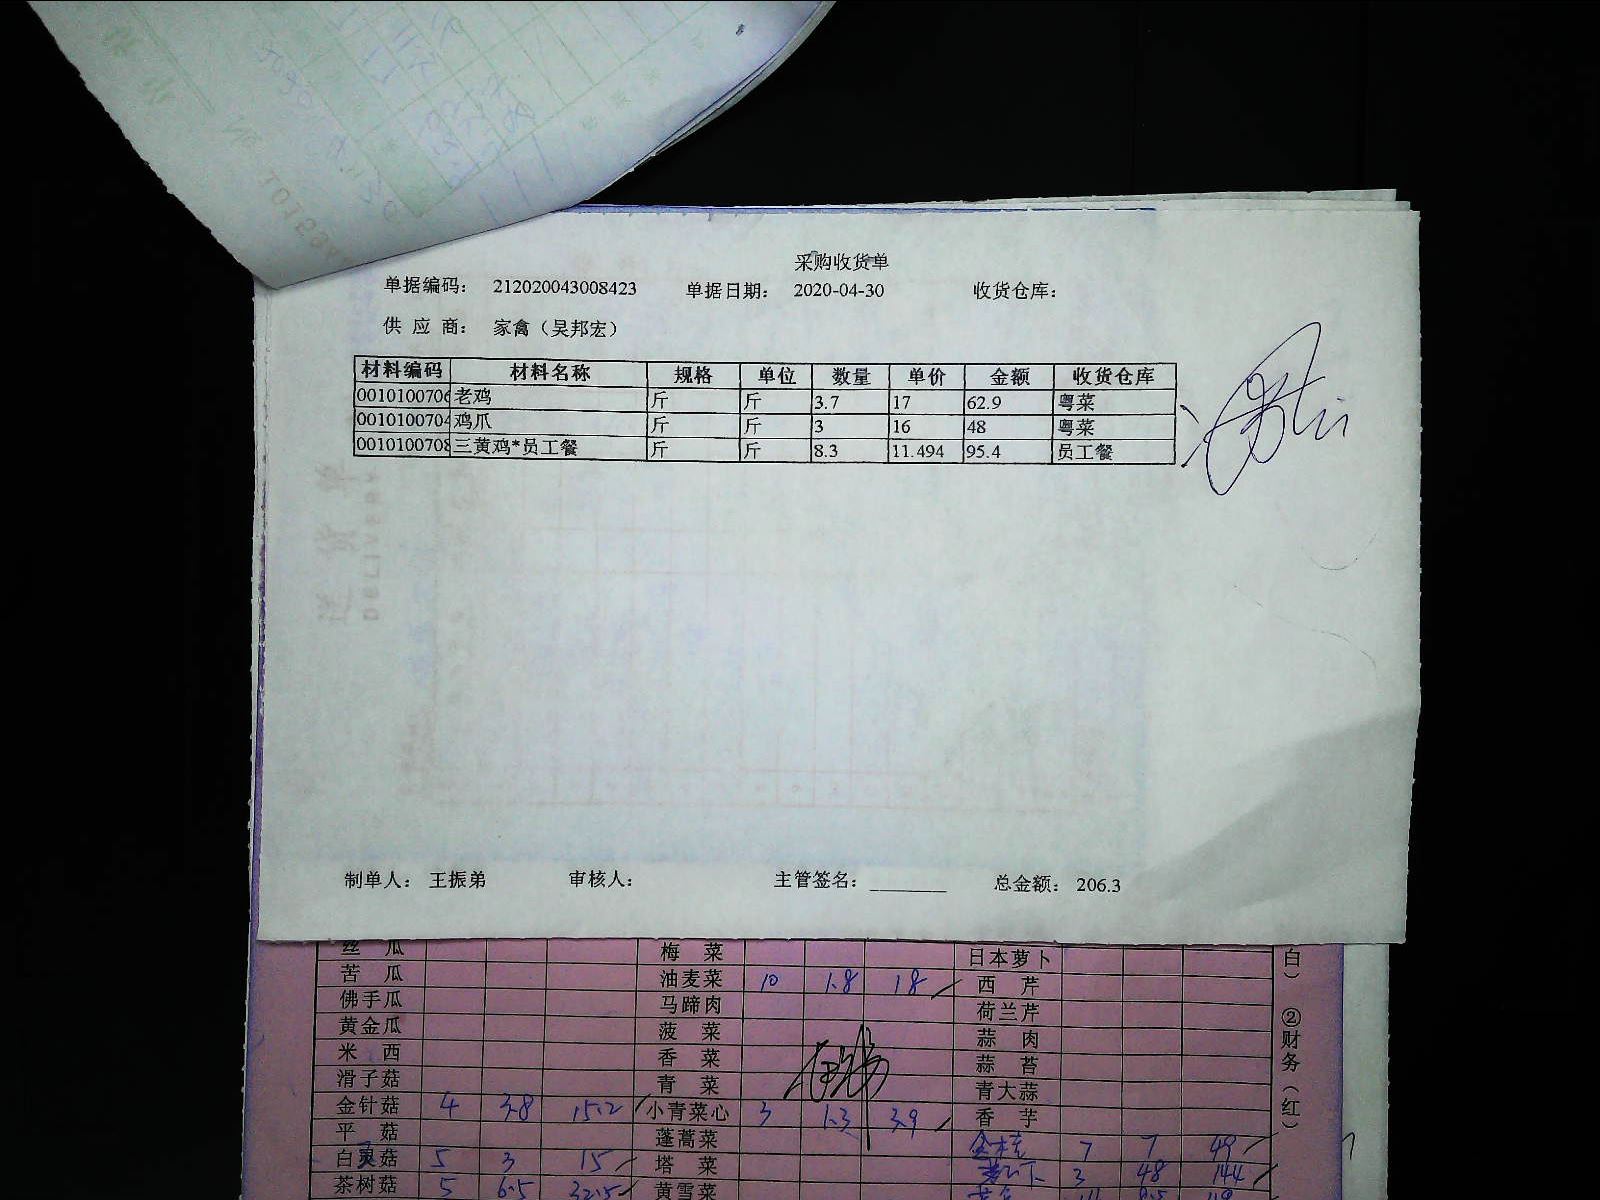 采购收货单
单据编码： 212020043008423 单据日期： 2020-04-30 收货仓库：
供 应 商： 家禽（吴邦宏）
材料编码 材料名称 规格 单位 数量 单价 金额 收货仓库
0010100706 老鸡 斤 斤 3.7 17 62.9 粤菜
0010100704 鸡爪 斤 斤 3 16 48 粤菜
0010100708 三黄鸡*员工餐 斤 斤 8.3 11.494 95.4 员工餐
制单人： 王振弟 审核人： 主管签名： 总金额： 206.3
丝 瓜 梅 菜 日本萝卜
苦 瓜 油麦菜 10 1.8 18 西 芹
佛手瓜 马蹄肉 荷兰芹
黄金瓜 菠 菜 蒜 肉
米 西 香 菜 蒜 苔
滑子菇 青 菜 青大蒜
金针菇 4 3.8 15.2 小青菜心 3 1.3 3.9 香 芋
平 菇 蓬蒿菜 7 7 49
白灵菇 5 3 15 塔 菜 3 48 144
茶树菇 5 6.5 32.5 黄雪菜
白） ②财务（红）